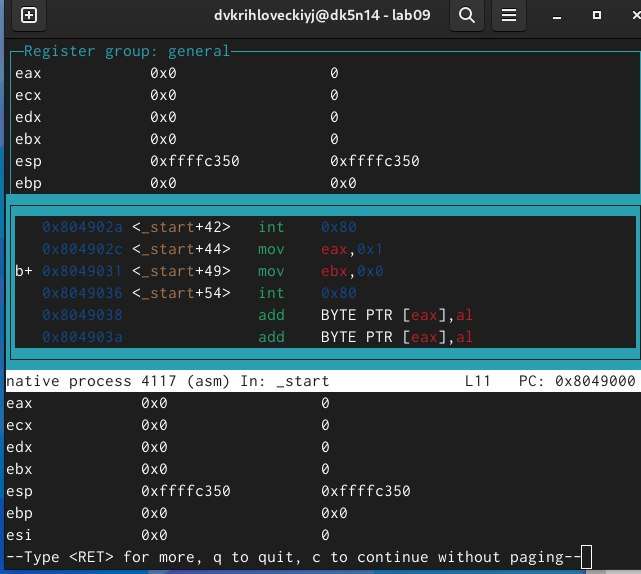 dvkrihloveckiyj@dk5n14 - lab09
Register group: general
eax 0x0 0
ecx 0x0 0
edx 0x0 0
ebx 0x0 0
esp 0xffffc350 0xffffc350
ebp 0x0 0x0
0x804902a <_start+42> int 0x80
0x804902c <_start+44> mov eax,0x1
b+ 0x8049031 <_start+49> mov ebx,0x0
0x8049036 <_start+54> int 0x80
0x8049038 add BYTE PTR [eax],al
0x804903a add BYTE PTR [eax],al
native process 4117 (asm) In: _start L11 PC: 0x8049000
eax 0x0 0
ecx 0x0 0
edx 0x0 0
ebx 0x0 0
esp 0xffffc350 0xffffc350
ebp 0x0 0x0
esi 0x0 0
--Type <RET> for more, q to quit, c to continue without paging--